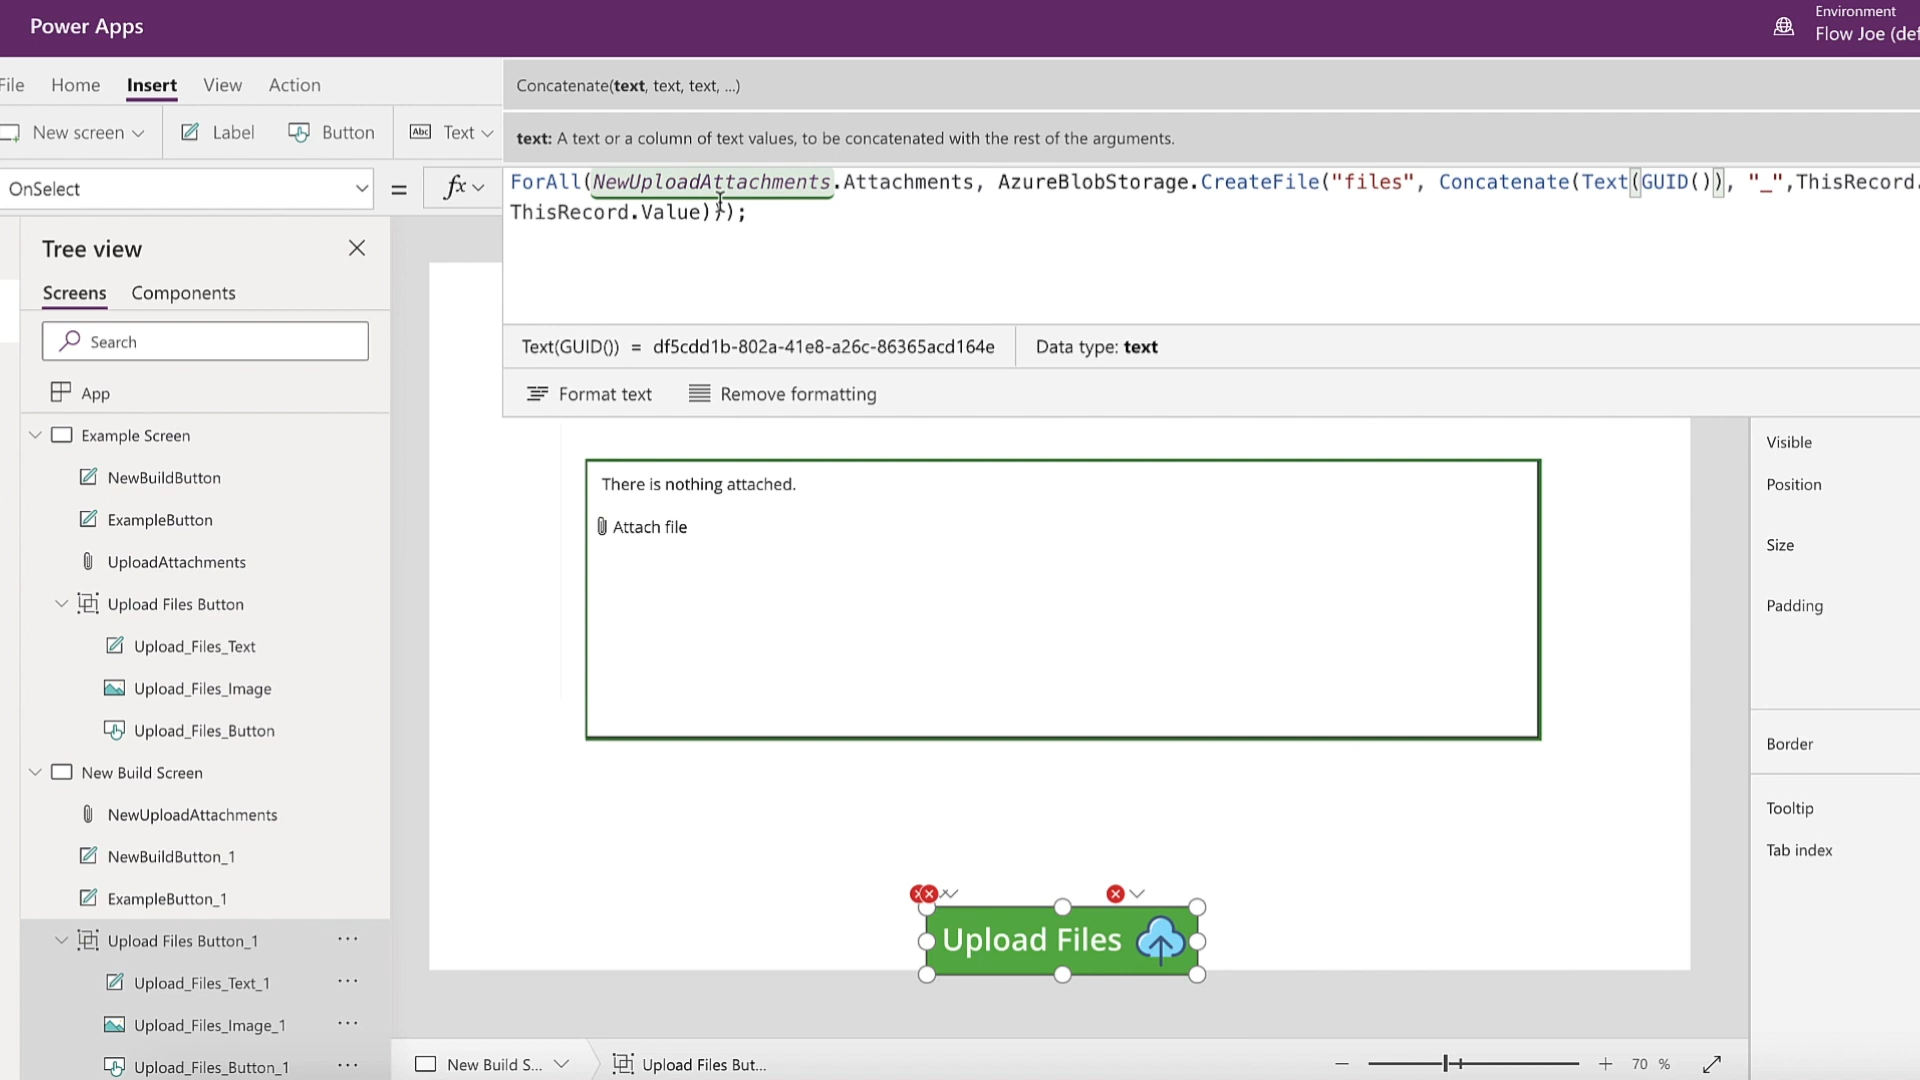 Power Apps
Environment
Flow Joe (def
File Home Insert View Action
New screen Label Button Abc Text
Concatenate(text, text, text, ...)
text: A text or a column of text values, to be concatenated with the rest of the arguments.
OnSelect = fx
ForAll(NewUploadAttachments.Attachments, AzureBlobStorage.CreateFile("files", Concatenate(Text(GUID()), "_",ThisRecord.
ThisRecord.Value)));
Text(GUID()) = df5cdd1b-802a-41e8-a26c-86365acd164e Data type: text
Format text Remove formatting
Tree view
Screens Components
Search
App
Example Screen
NewBuildButton
ExampleButton
UploadAttachments
Upload Files Button
Upload_Files_Text
Upload_Files_Image
Upload_Files_Button
New Build Screen
NewUploadAttachments
NewBuildButton_1
ExampleButton_1
Upload Files Button_1
Upload_Files_Text_1
Upload_Files_Image_1
Upload_Files_Button_1
There is nothing attached.
Attach file
Upload Files
Visible
Position
Size
Padding
Border
Tooltip
Tab index
New Build S... Upload Files But... 70 %